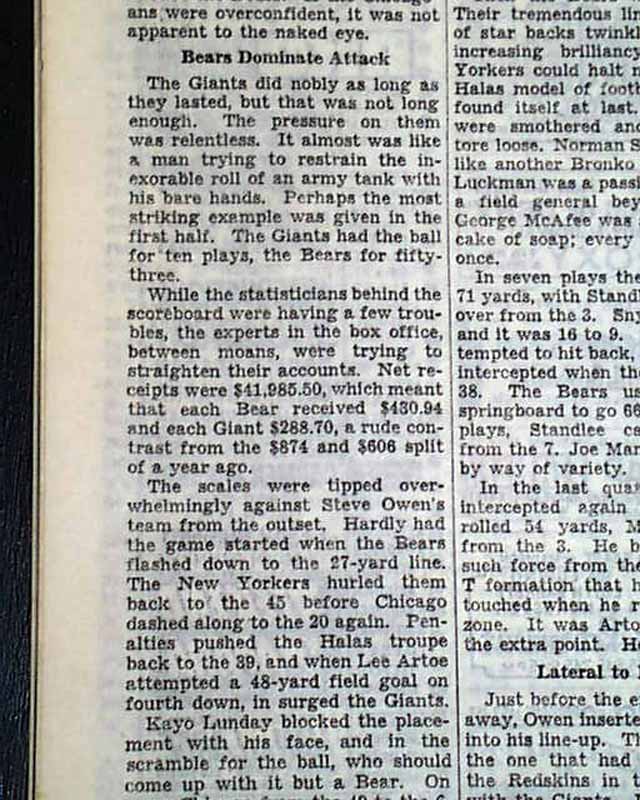 ans were overconfident, it was not
apparent to the naked eye.
Bears Dominate Attack
The Giants did nobly as long as
they lasted, but that was not long
enough. The pressure on them
was relentless. It almost was like
a man trying to restrain the in-
exorable roll of an army tank with
his bare hands. Perhaps the most
striking example was given in the
first half. The Giants had the ball
for ten plays, the Bears for fifty-
three.
While the statisticians behind the
scoreboard were having a few trou-
bles, the experts in the box office,
between moans, were trying to
straighten their accounts. Net re-
ceipts were $41,985.50, which meant
that each Bear received $430.94
and each Giant $288.70, a rude con-
trast from the $874 and $606 split
of a year ago.
The scales were tipped over-
whelmingly against Steve Owen's
team from the outset. Hardly had
the game started when the Bears
flashed down to the 27-yard line.
The New Yorkers hurled them
back to the 45 before Chicago
dashed along to the 20 again. Pen-
alties pushed the Halas troupe
back to the 39, and when Lee Artoe
attempted a 48-yard field goal on
fourth down, in surged the Giants.
Kayo Lunday blocked the place-
ment with his face, and in the
scramble for the ball, who should
come up with it but a Bear. On
Their tremendous
of star backs
increasing
Yorkers could halt
Halas model of
found itself at last.
were smothered
tore loose. Norman
like another Bronko
Luckman was a
a field general
George McAfee was
cake of soap; every
once.
In seven plays the
71 yards, with
over from the 3.
and it was 16 to 9.
tempted to hit back,
intercepted when
38. The Bears
springboard to go
plays, Standlee
from the 7. Joe
by way of variety.
In the last
intercepted again
rolled 54 yards,
from the 3. He
such force from the
T formation that
touched when he
zone. It was
the extra point.
Lateral to
Just before the
away, Owen
into his line-up.
the one that had
the Redskins in